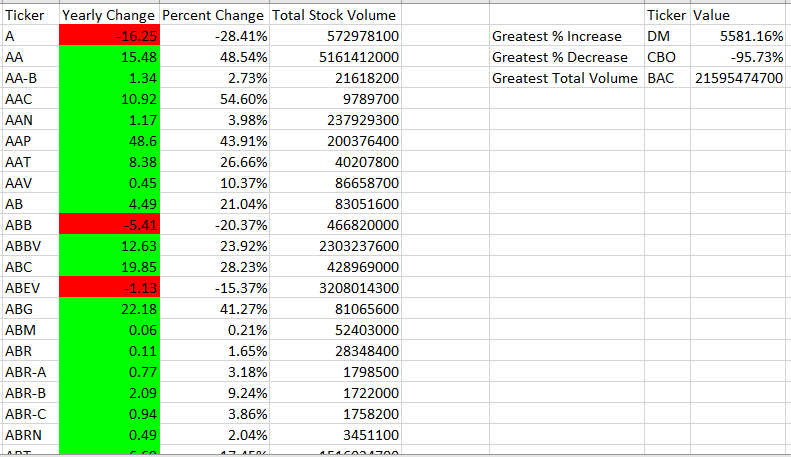 Ticker Yearly Change Percent Change Total Stock Volume Ticker Value
A -16.25 -28.41% 572978100 Greatest % Increase DM 5581.16%
AA 15.48 48.54% 5161412000 Greatest % Decrease CBO -95.73%
AA-B 1.34 2.73% 21618200 Greatest Total Volume BAC 21595474700
AAC 10.92 54.60% 9789700
AAN 1.17 3.98% 237929300
AAP 48.6 43.91% 200376400
AAT 8.38 26.66% 40207800
AAV 0.45 10.37% 86658700
AB 4.49 21.04% 83051600
ABB -5.41 -20.37% 466820000
ABBV 12.63 23.92% 2303237600
ABC 19.85 28.23% 428969000
ABEV -1.13 -15.37% 3208014300
ABG 22.18 41.27% 81065600
ABM 0.06 0.21% 52403000
ABR 0.11 1.65% 28348400
ABR-A 0.77 3.18% 1798500
ABR-B 2.09 9.24% 1722000
ABR-C 0.94 3.86% 1758200
ABRN 0.49 2.04% 3451100